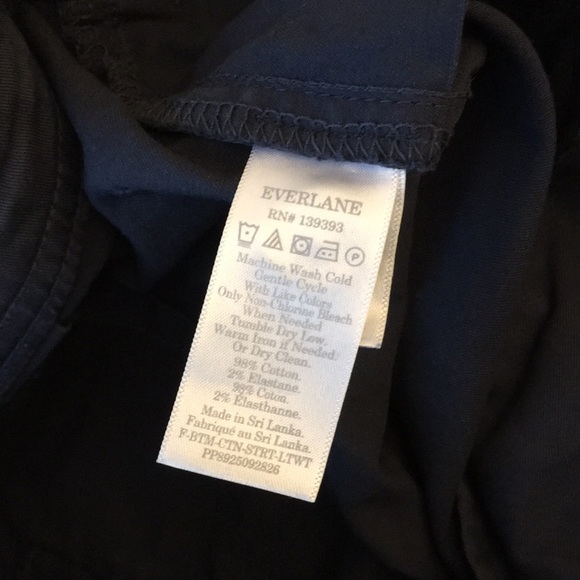 EVERLANE
RN# 139393
P
Machine Wash Cold
Gentle Cycle
With Like Colors
Only Non-Chlorine Bleach
When Needed
Tumble Dry Low.
Warm Iron if Needed
Or Dry Clean.
98% Cotton.
2% Elastane.
98% Coton.
2% Élasthanne.
Made in Sri Lanka.
Fabriqué au Sri Lanka.
F-BTM-CTN-STRT-LTWT
PP8925092826